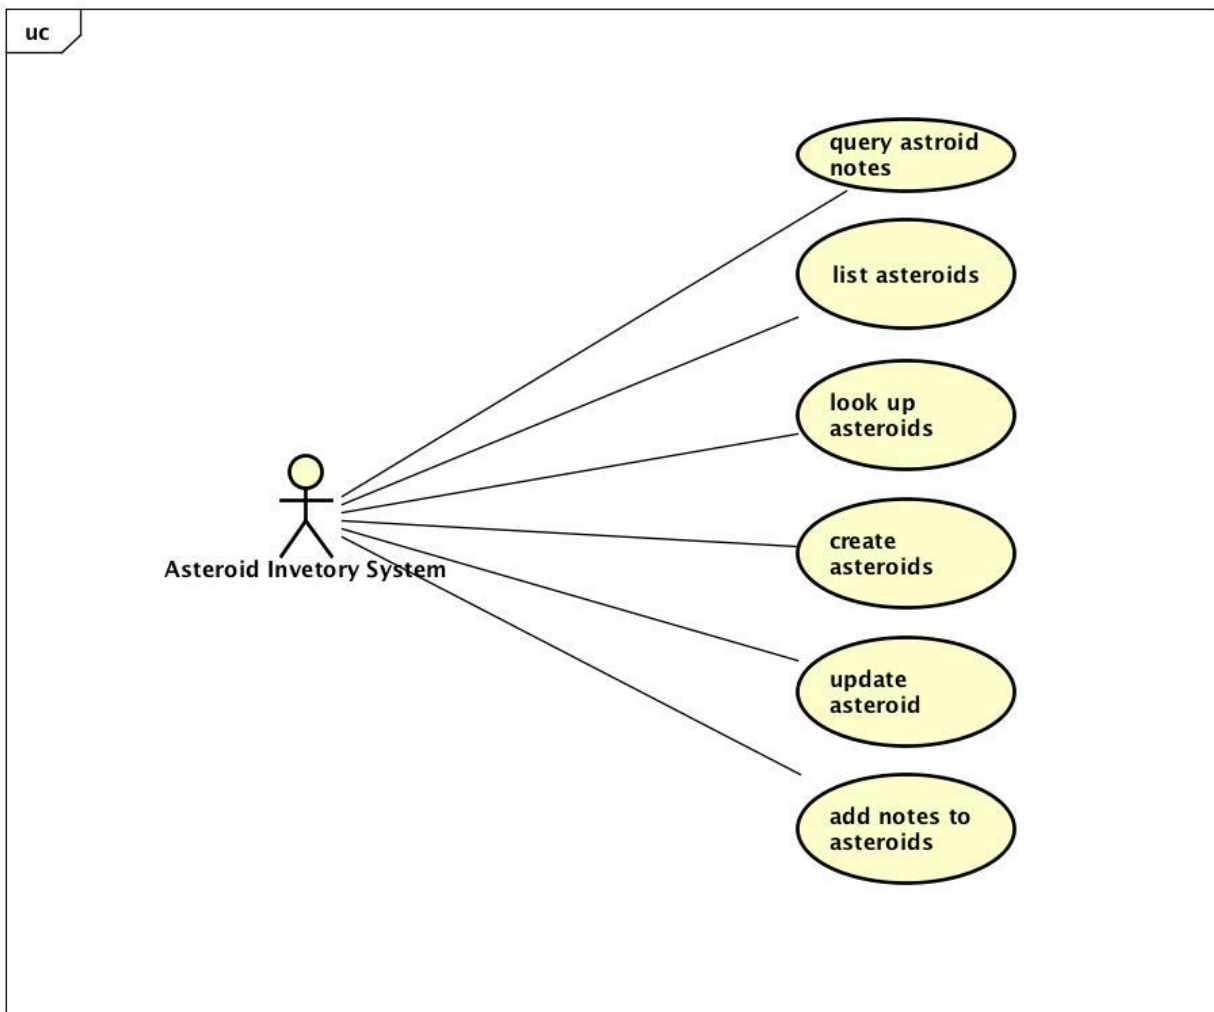 uc
query astroid
notes
list asteroids
look up
asteroids
create
asteroids
Asteroid Invetory System
update
asteroid
add notes to
asteroids